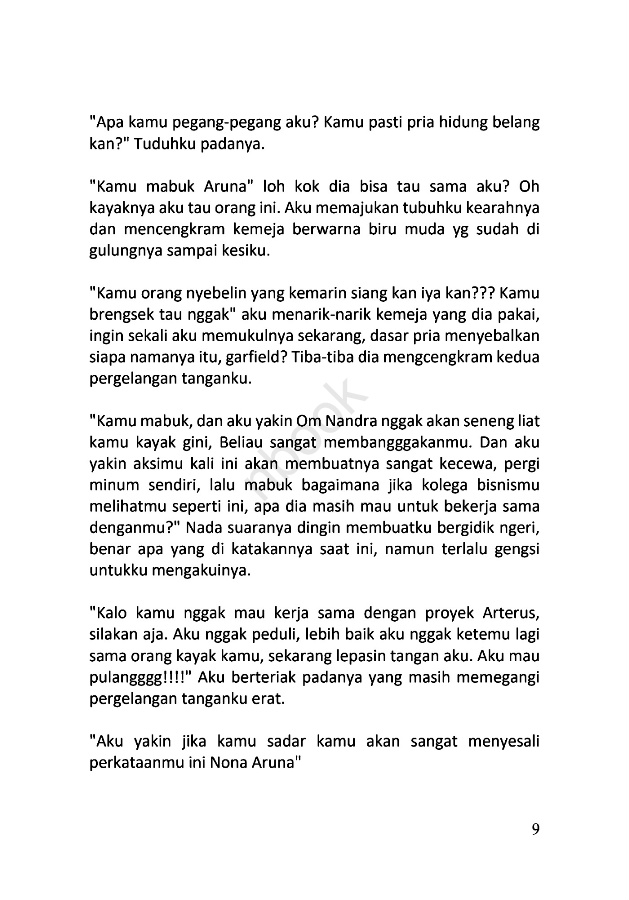 "Apa kamu pegang-pegang aku? Kamu pasti pria hidung belang
kan?" Tuduhku padanya.
"Kamu mabuk Aruna" loh kok dia bisa tau sama aku? Oh
kayaknya aku tau orang ini. Aku memajukan tubuhku kearahnya
dan mencengkram kemeja berwarna biru muda yg sudah di
gulungnya sampai kesiku.
"Kamu orang nyebelin yang kemarin siang kan iya kan??? Kamu
brengsek tau nggak" aku menarik-narik kemeja yang dia pakai,
ingin sekali aku memukulnya sekarang, dasar pria menyebalkan
siapa namanya itu, garfield? Tiba-tiba dia mengcengkram kedua
pergelangan tanganku.
"Kamu mabuk, dan aku yakin Om Nandra nggak akan seneng liat
kamu kayak gini, Beliau sangat membangggakanmu. Dan aku
yakin aksimu kali ini akan membuatnya sangat kecewa, pergi
minum sendiri, lalu mabuk bagaimana jika kolega bisnismu
melihatmu seperti ini, apa dia masih mau untuk bekerja sama
denganmu?" Nada suaranya dingin membuatku bergidik ngeri,
benar apa yang di katakannya saat ini, namun terlalu gengsi
untukku mengakuinya.
"Kalo kamu nggak mau kerja sama dengan proyek Arterus,
silakan aja. Aku nggak peduli, lebih baik aku nggak ketemu lagi
sama orang kayak kamu, sekarang lepasin tangan aku. Aku mau
pulangggg!!!!" Aku berteriak padanya yang masih memegangi
pergelangan tanganku erat.
"Aku yakin jika kamu sadar kamu akan sangat menyesali
perkataanmu ini Nona Aruna"
9